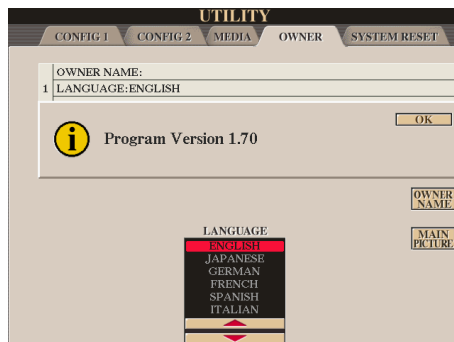 UTILITY
CONFIG 1 CONFIG 2 MEDIA OWNER SYSTEM RESET
OWNER NAME:
1 LANGUAGE:ENGLISH
OK
i Program Version 1.70
OWNER
NAME
MAIN
PICTURE
LANGUAGE
ENGLISH
JAPANESE
GERMAN
FRENCH
SPANISH
ITALIAN